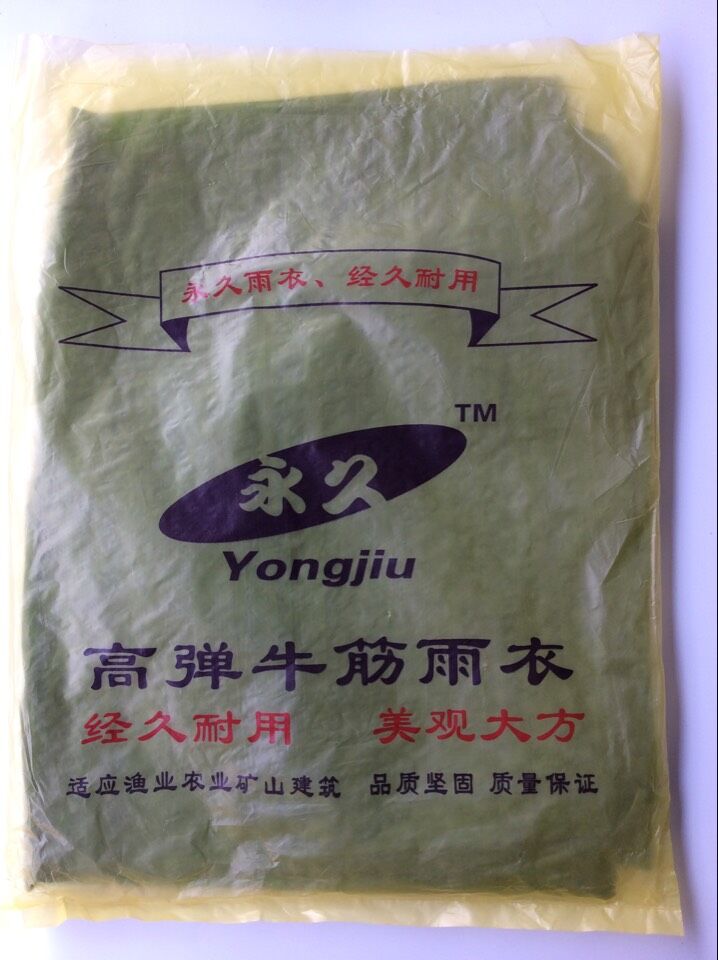 永久雨衣、经久耐用
TM
永久
Yongjiu
高弹牛筋雨衣
经久耐用 美观大方
适应渔业农业矿山建筑 品质坚固 质量保证